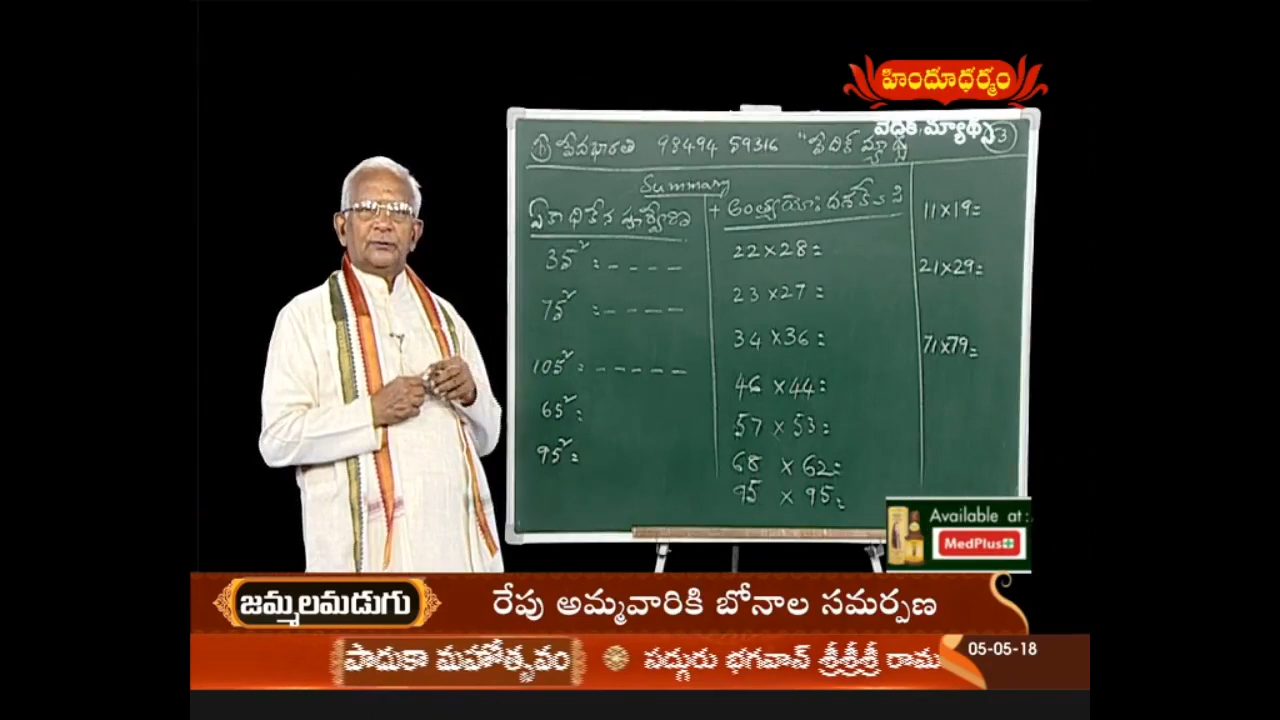 హిందూధర్మం
వేదిక్ మ్యాథ్స్
వేదభారతి 98494 59316 "వేదిక్ మ్యాథ్స్ 3
Summary
ఏకాధికేన పూర్వేణ + అంత్యయోః దశకేఽపి
35²=----
75²=----
105²=-----
65²=
95²=
22×28=
23×27=
34×36=
46×44=
57×53=
68×62=
95×95=
11×19=
21×29=
71×79=
Available at:
MedPlus
జమ్మలమడుగు రేపు అమ్మవారికి బోనాల సమర్పణ
పాదుకా మహోత్సవం సద్గురు భగవాన్ శ్రీశ్రీశ్రీ రామ
05-05-18